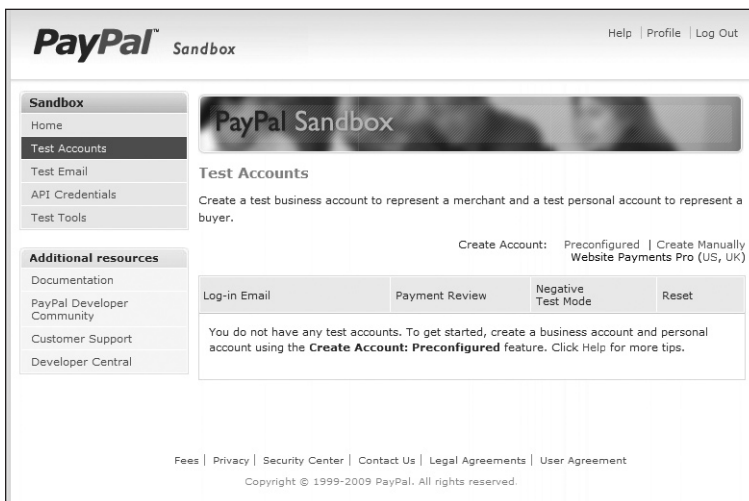 PayPal™ Sandbox
Help | Profile | Log Out
Sandbox
Home
Test Accounts
Test Email
API Credentials
Test Tools
Additional resources
Documentation
PayPal Developer
Community
Customer Support
Developer Central
PayPal Sandbox
Test Accounts
Create a test business account to represent a merchant and a test personal account to represent a
buyer.
Create Account: Preconfigured | Create Manually
Website Payments Pro (US, UK)
Log-in Email Payment Review Negative Test Mode Reset
You do not have any test accounts. To get started, create a business account and personal
account using the Create Account: Preconfigured feature. Click Help for more tips.
Fees | Privacy | Security Center | Contact Us | Legal Agreements | User Agreement
Copyright © 1999-2009 PayPal. All rights reserved.